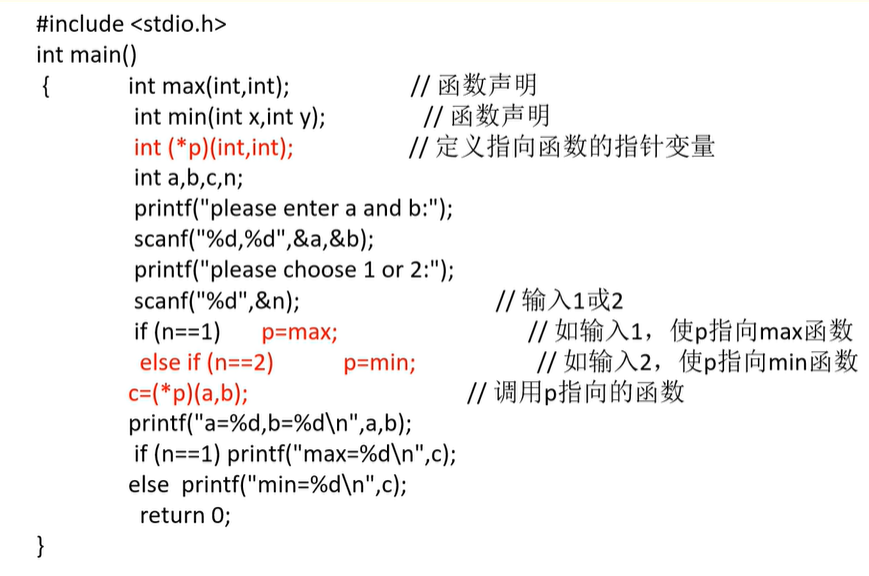 #include <stdio.h>
int main()
{ int max(int,int); // 函数声明
int min(int x,int y); // 函数声明
int (*p)(int,int); // 定义指向函数的指针变量
int a,b,c,n;
printf("please enter a and b:");
scanf("%d,%d",&a,&b);
printf("please choose 1 or 2:");
scanf("%d",&n); // 输入1或2
if (n==1) p=max; // 如输入1，使p指向max函数
else if (n==2) p=min; // 如输入2，使p指向min函数
c=(*p)(a,b); // 调用p指向的函数
printf("a=%d,b=%d\n",a,b);
if (n==1) printf("max=%d\n",c);
else printf("min=%d\n",c);
return 0;
}